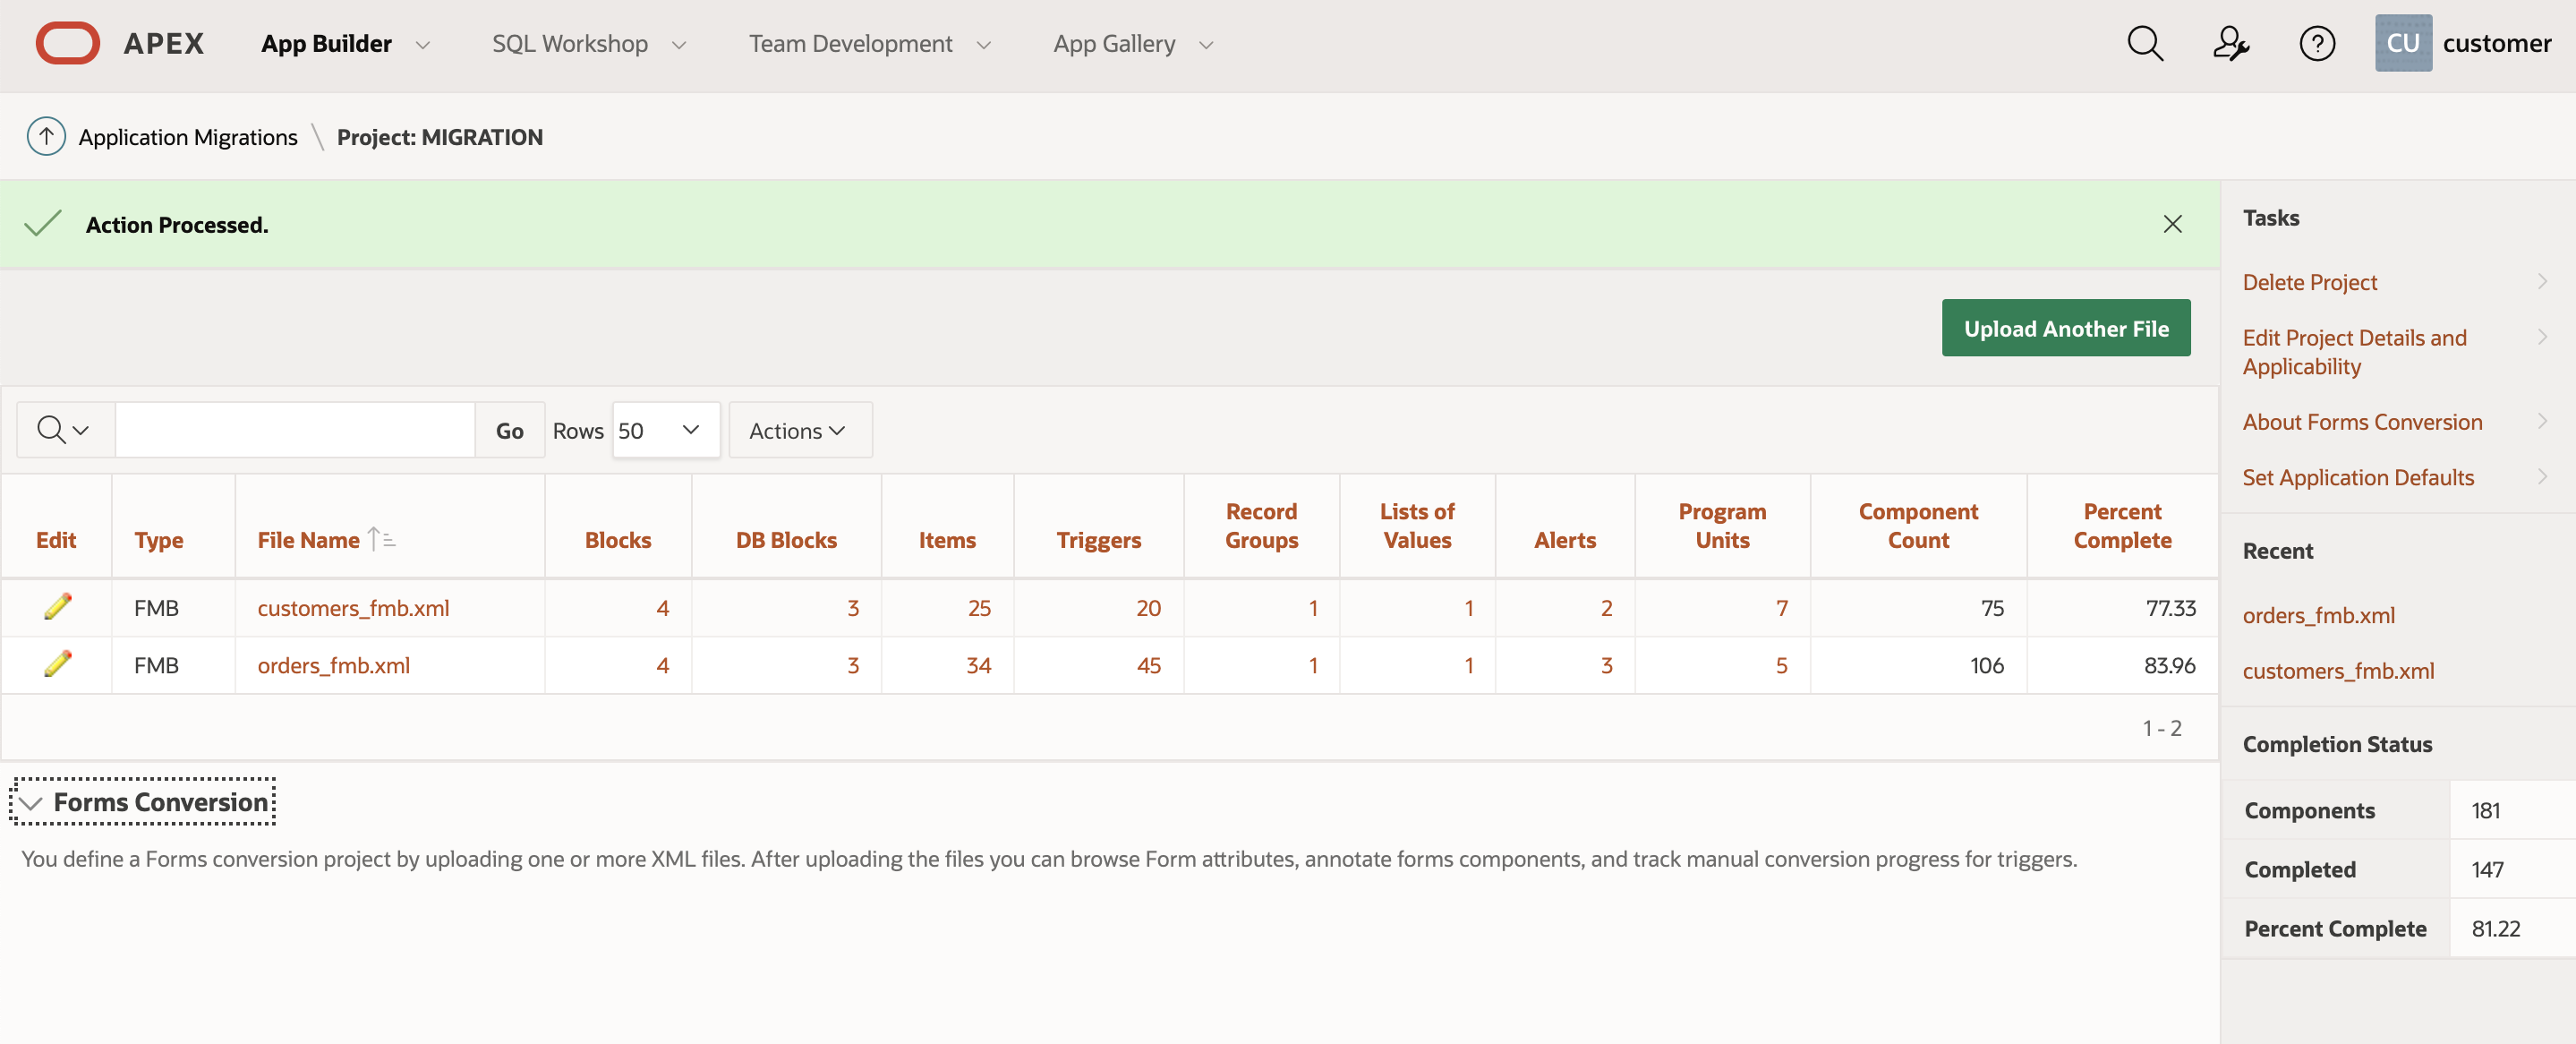 APEX App Builder SQL Workshop Team Development App Gallery CU customer
Application Migrations \ Project: MIGRATION
Action Processed.
Upload Another File
Go Rows 50 Actions
Edit Type File Name Blocks DB Blocks Items Triggers Record Groups Lists of Values Alerts Program Units Component Count Percent Complete
FMB customers_fmb.xml 4 3 25 20 1 1 2 7 75 77.33
FMB orders_fmb.xml 4 3 34 45 1 1 3 5 106 83.96
1 - 2
Forms Conversion
You define a Forms conversion project by uploading one or more XML files. After uploading the files you can browse Form attributes, annotate forms components, and track manual conversion progress for triggers.
Tasks
Delete Project
Edit Project Details and
Applicability
About Forms Conversion
Set Application Defaults
Recent
orders_fmb.xml
customers_fmb.xml
Completion Status
Components 181
Completed 147
Percent Complete 81.22